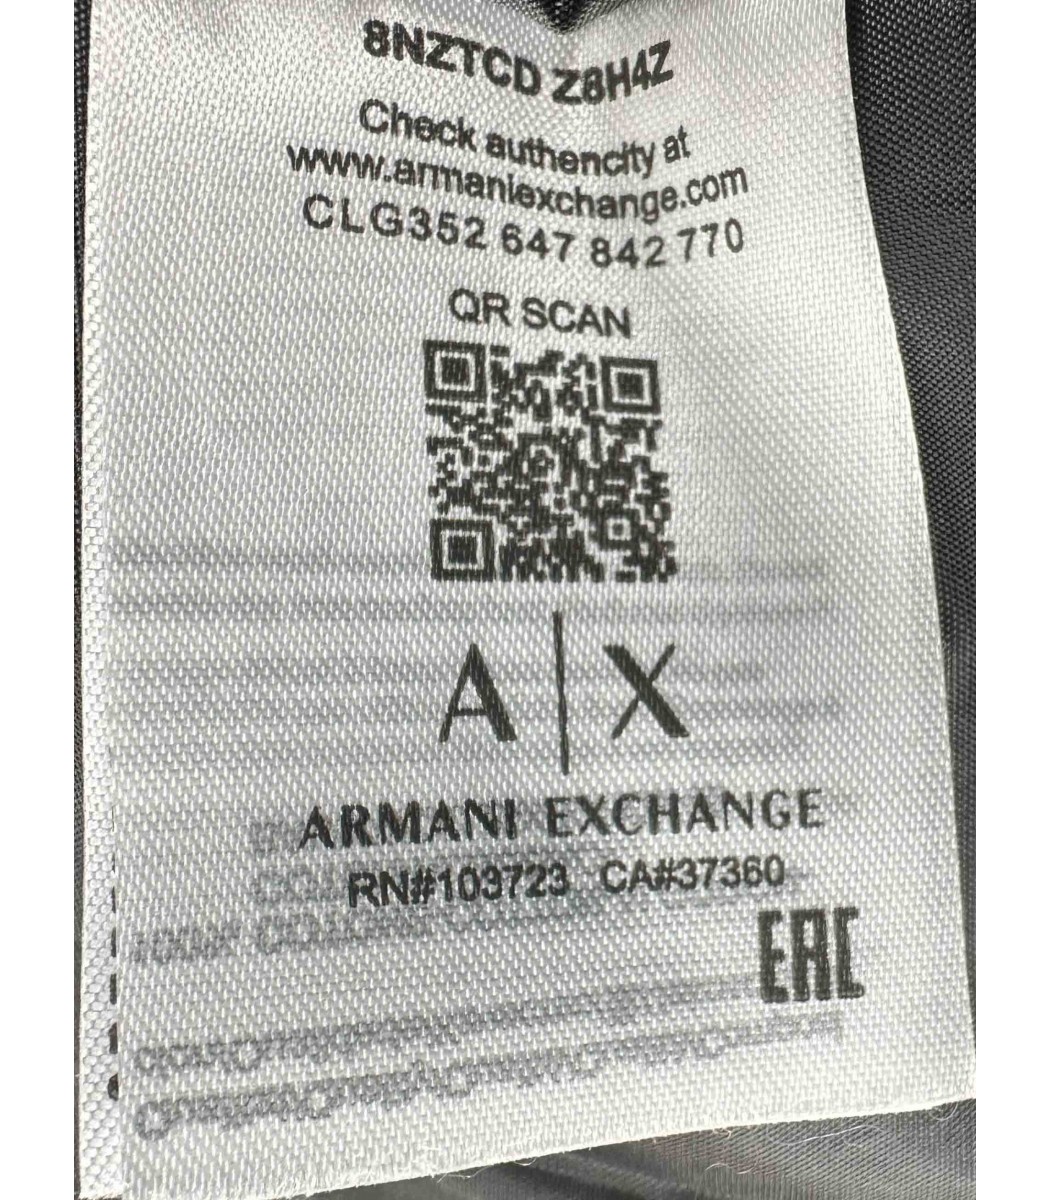 8NZTCD Z8H4Z
Check authencity at
www.armaniexchange.com
CLG352 647 842 770
QR SCAN
A|X
ARMANI EXCHANGE
RN#103723 CA#37360
EAC